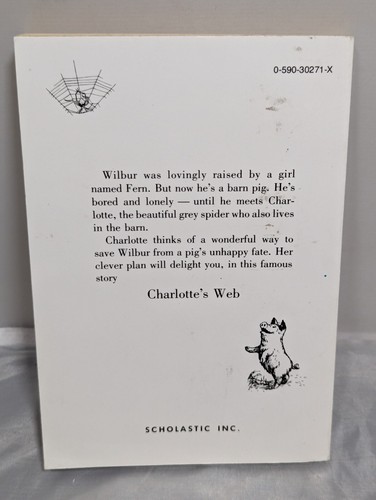 0-590-30271-X
Wilbur was lovingly raised by a girl
named Fern. But now he's a barn pig. He's
bored and lonely — until he meets Char-
lotte, the beautiful grey spider who also lives
in the barn.
Charlotte thinks of a wonderful way to
save Wilbur from a pig's unhappy fate. Her
clever plan will delight you, in this famous
story
Charlotte's Web
SCHOLASTIC INC.